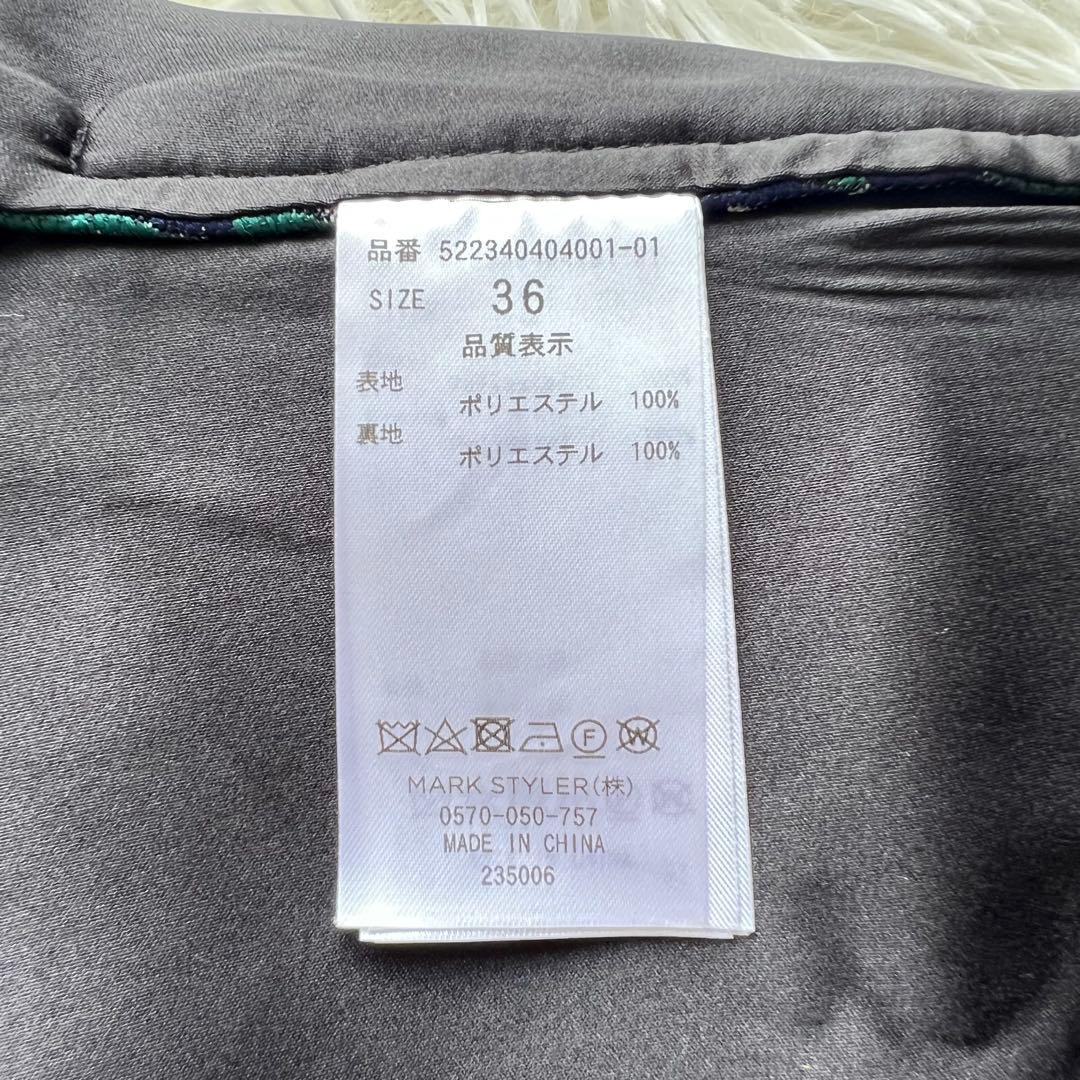 品番 522340404001-01
SIZE 36
品質表示
表地
ポリエステル 100%
裏地
ポリエステル 100%
F W
MARK STYLER(株)
0570-050-757
MADE IN CHINA
235006